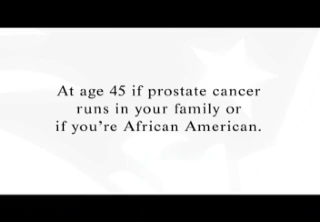 At age 45 if prostate cancer
runs in your family or
if you're African American.